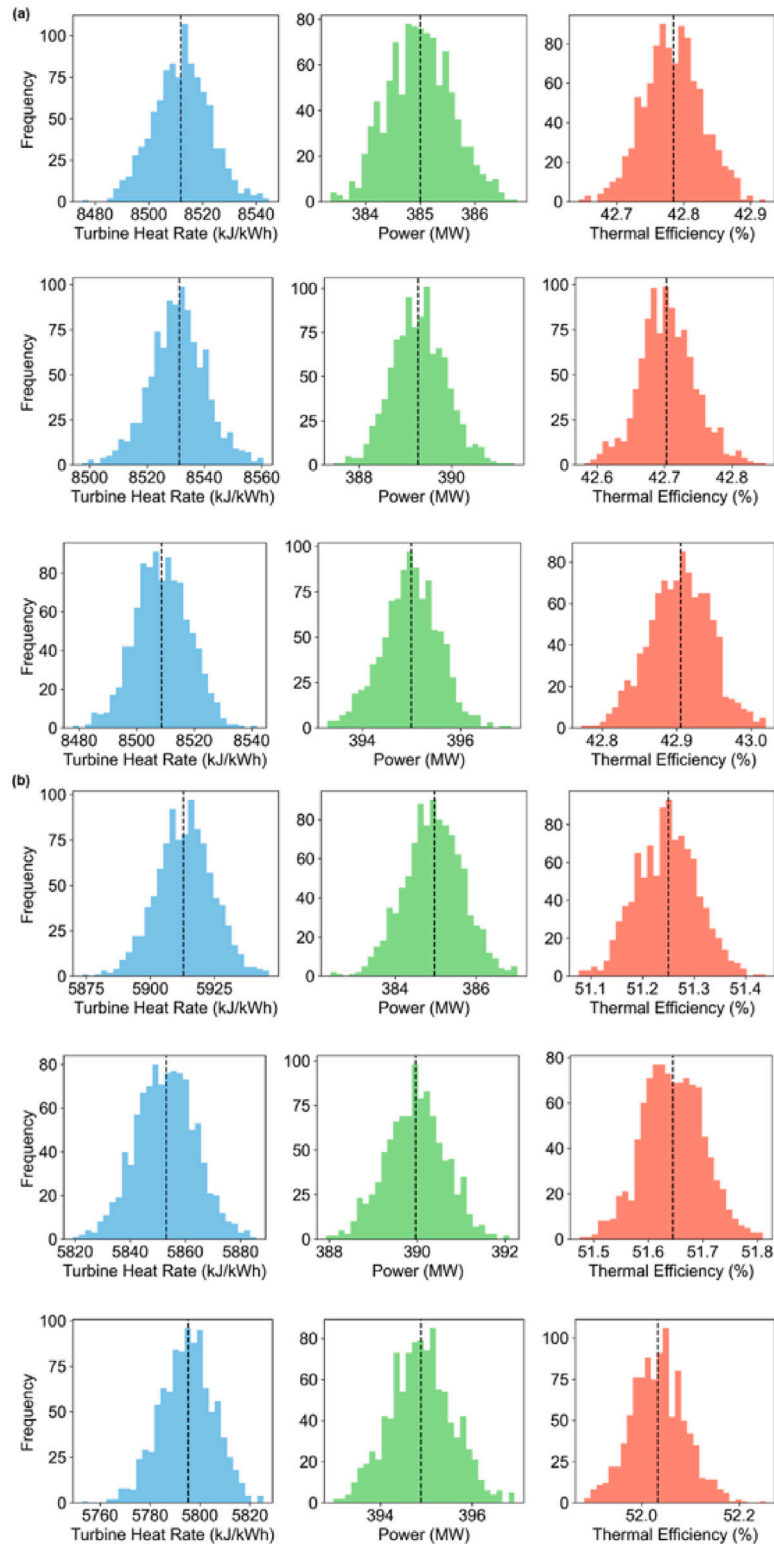 (a)
100
75
50
25
0
Frequency
8480 8500 8520 8540
Turbine Heat Rate (kJ/kWh)
80
60
40
20
0
384 385 386
Power (MW)
80
60
40
20
0
42.7 42.8 42.9
Thermal Efficiency (%)
100
75
50
25
0
Frequency
8500 8520 8540 8560
Turbine Heat Rate (kJ/kWh)
100
75
50
25
0
388 390
Power (MW)
100
75
50
25
0
42.6 42.7 42.8
Thermal Efficiency (%)
80
60
40
20
0
Frequency
8480 8500 8520 8540
Turbine Heat Rate (kJ/kWh)
100
75
50
25
0
394 396
Power (MW)
80
60
40
20
0
42.8 42.9 43.0
Thermal Efficiency (%)
(b)
100
75
50
25
0
Frequency
5875 5900 5925
Turbine Heat Rate (kJ/kWh)
80
60
40
20
0
384 386
Power (MW)
80
60
40
20
0
51.1 51.2 51.3 51.4
Thermal Efficiency (%)
80
60
40
20
0
Frequency
5820 5840 5860 5880
Turbine Heat Rate (kJ/kWh)
100
75
50
25
0
388 390 392
Power (MW)
80
60
40
20
0
51.5 51.6 51.7 51.8
Thermal Efficiency (%)
100
75
50
25
0
Frequency
5760 5780 5800 5820
Turbine Heat Rate (kJ/kWh)
80
60
40
20
0
394 396
Power (MW)
100
80
60
40
20
0
52.0 52.2
Thermal Efficiency (%)